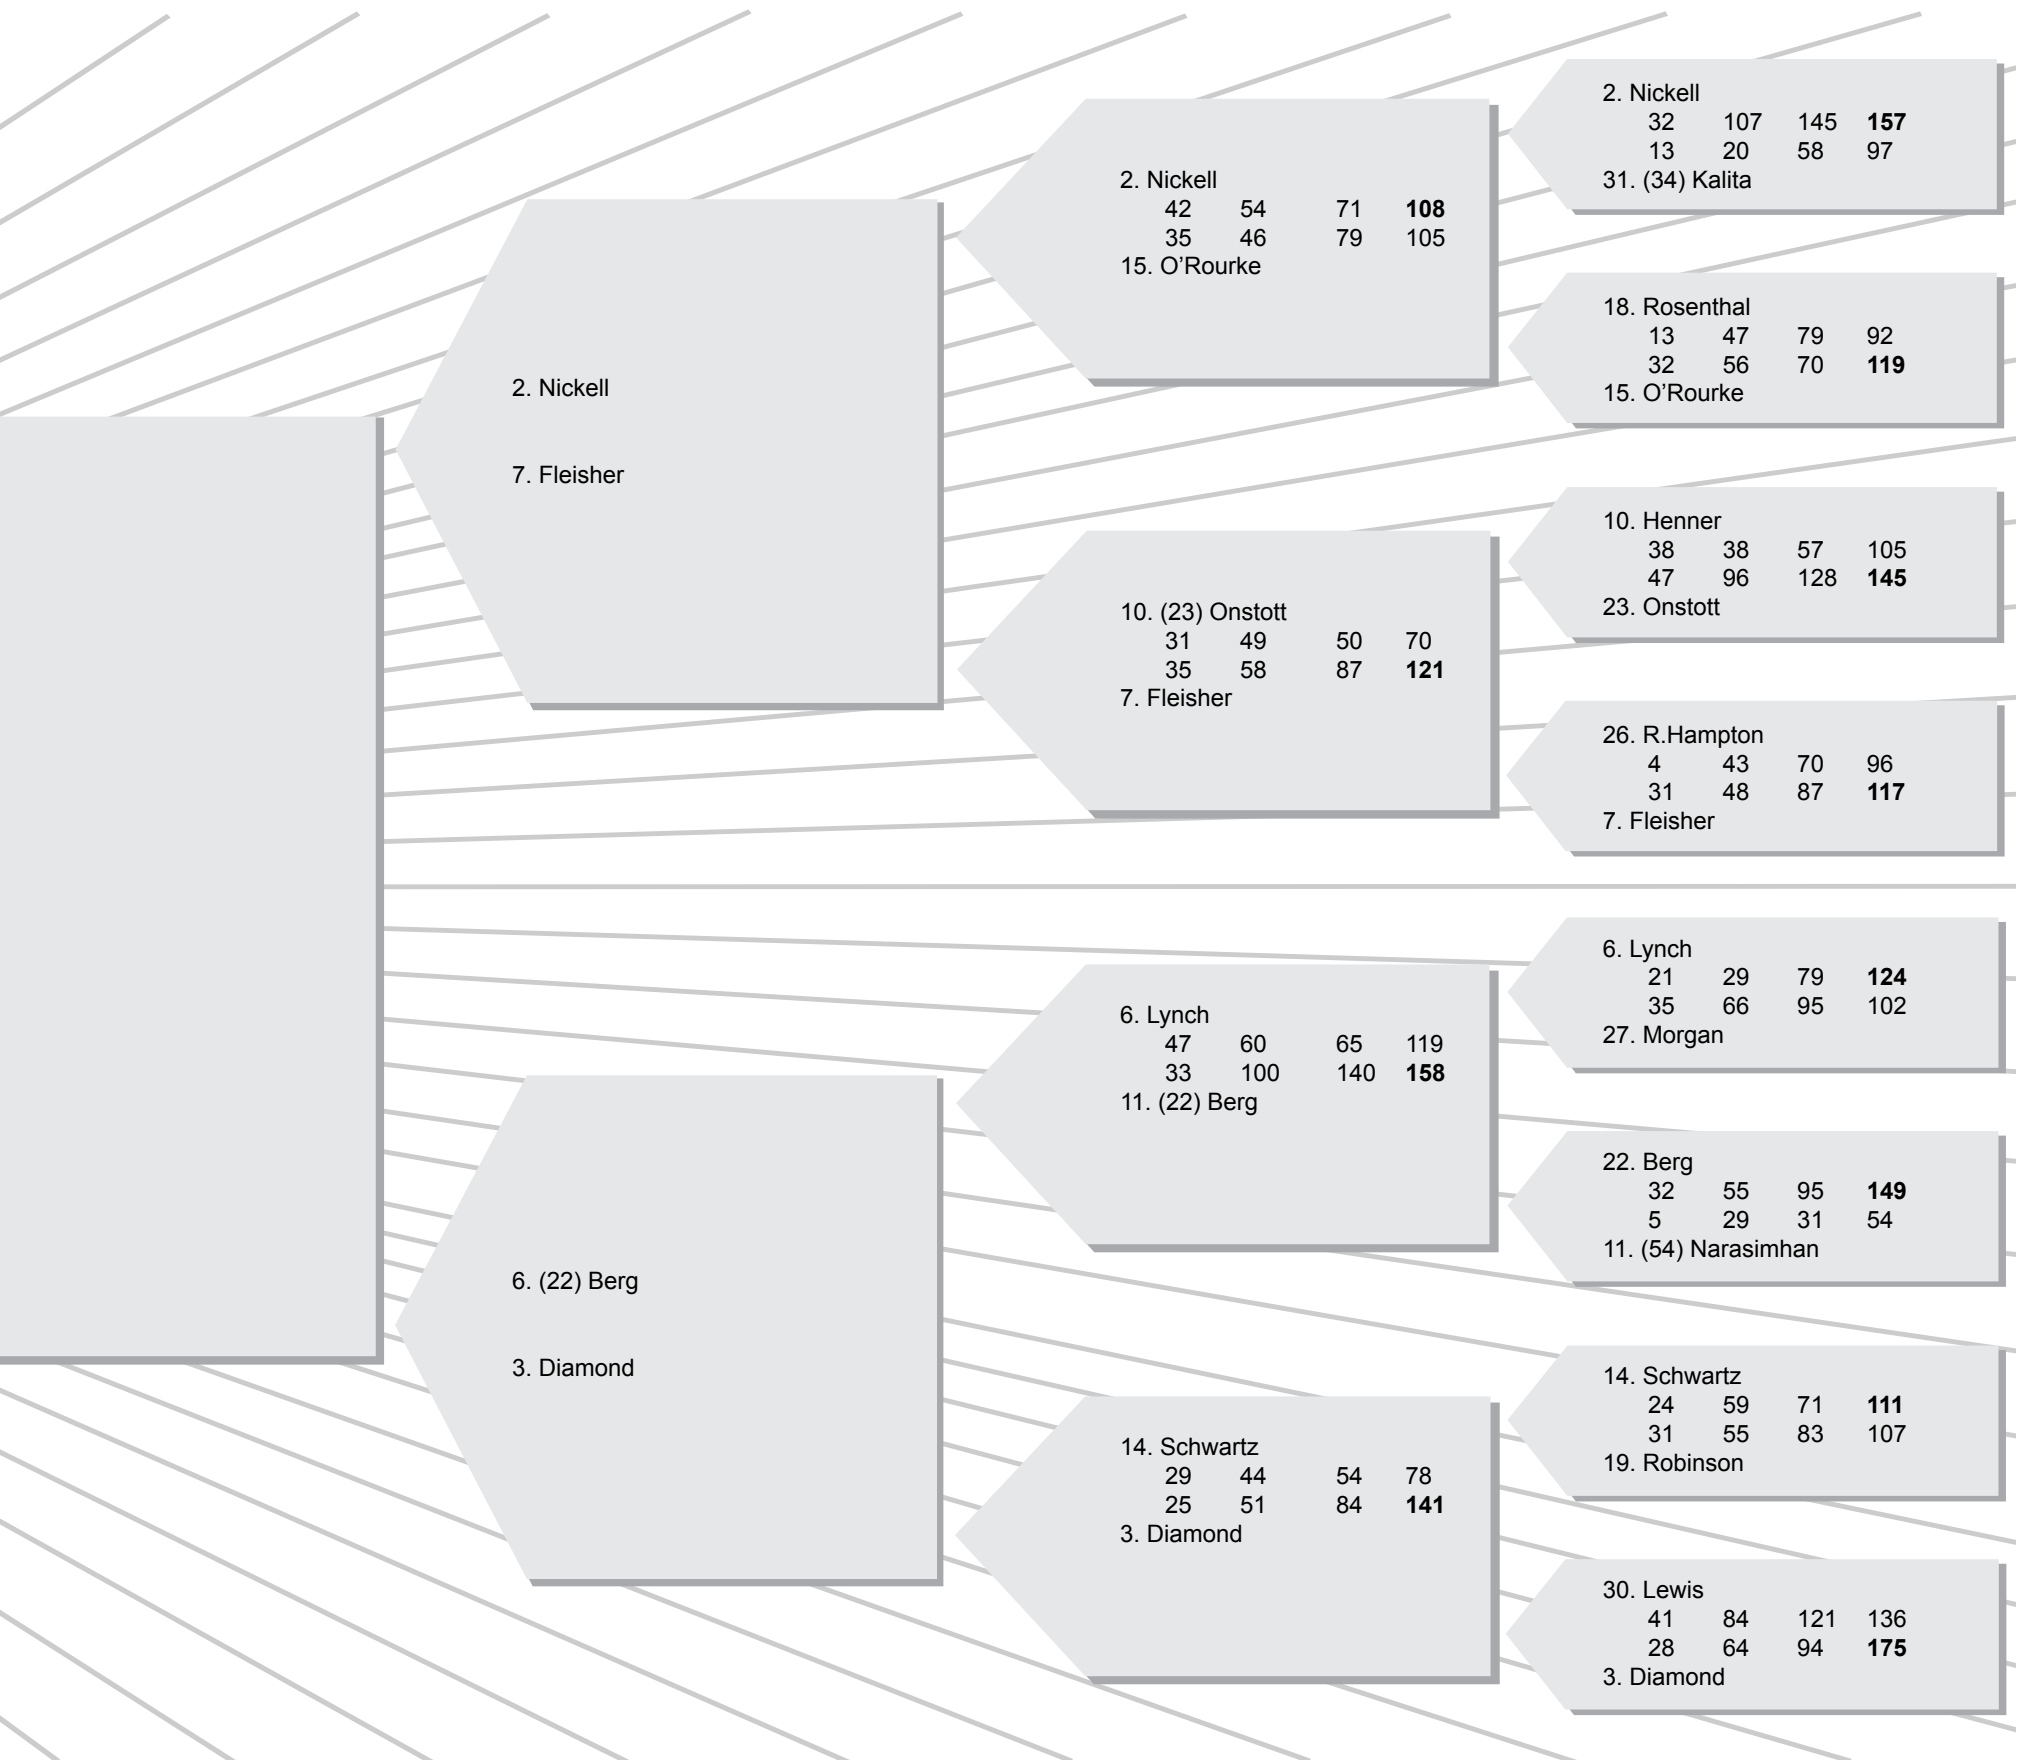 2. Nickell
7. Fleisher
6. (22) Berg
3. Diamond
2. Nickell
42 54 71 108
35 46 79 105
15. O’Rourke
10. (23) Onstott
31 49 50 70
35 58 87 121
7. Fleisher
6. Lynch
47 60 65 119
33 100 140 158
11. (22) Berg
14. Schwartz
29 44 54 78
25 51 84 141
3. Diamond
2. Nickell
32 107 145 157
13 20 58 97
31. (34) Kalita
18. Rosenthal
13 47 79 92
32 56 70 119
15. O’Rourke
10. Henner
38 38 57 105
47 96 128 145
23. Onstott
26. R.Hampton
4 43 70 96
31 48 87 117
7. Fleisher
6. Lynch
21 29 79 124
35 66 95 102
27. Morgan
22. Berg
32 55 95 149
5 29 31 54
11. (54) Narasimhan
14. Schwartz
24 59 71 111
31 55 83 107
19. Robinson
30. Lewis
41 84 121 136
28 64 94 175
3. Diamond